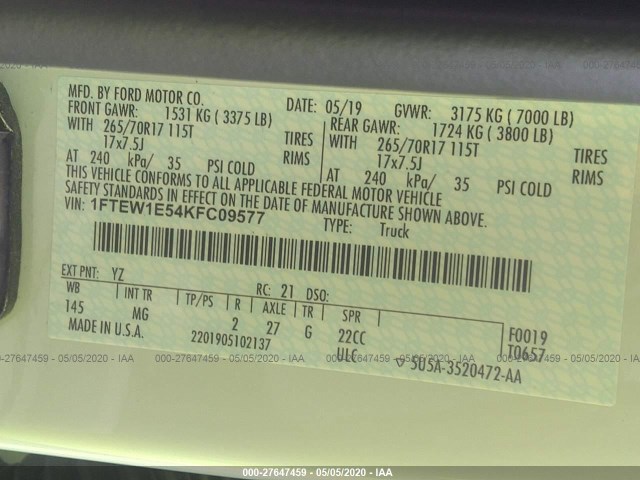 MFD. BY FORD MOTOR CO. DATE: 05/19 GVWR: 3175 KG ( 7000 LB)
FRONT GAWR: 1531 KG ( 3375 LB) REAR GAWR: 1724 KG ( 3800 LB)
WITH 265/70R17 115T TIRES WITH 265/70R17 115T TIRES
17x7.5J RIMS 17x7.5J RIMS
AT 240 kPa/ 35 PSI COLD AT 240 kPa/ 35 PSI COLD
THIS VEHICLE CONFORMS TO ALL APPLICABLE FEDERAL MOTOR VEHICLE
SAFETY STANDARDS IN EFFECT ON THE DATE OF MANUFACTURE SHOWN ABOVE.
VIN: 1FTEW1E54KFC09577 TYPE: Truck
EXT PNT: YZ RC: 21 DSO:
WB INT TR TP/PS R AXLE TR SPR
145 MG 2 27 G 22CC F0019
MADE IN U.S.A. 2201905102137 ULC T0657
5U5A-3520472-AA
000-27647459 - 05/05/2020 - IAA
000-27647459 - 05/05/2020 - IAA
000-27647459 - 05/05/2020 - IAA